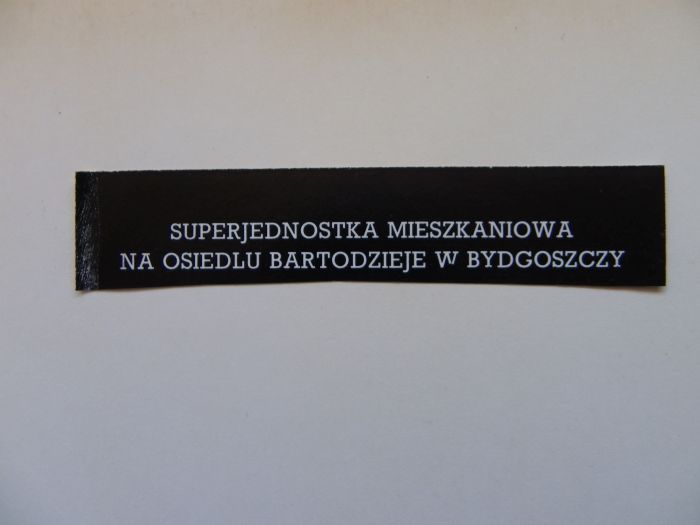 SUPERJEDNOSTKA MIESZKANIOWA
NA OSIEDLU BARTODZIEJE W BYDGOSZCZY